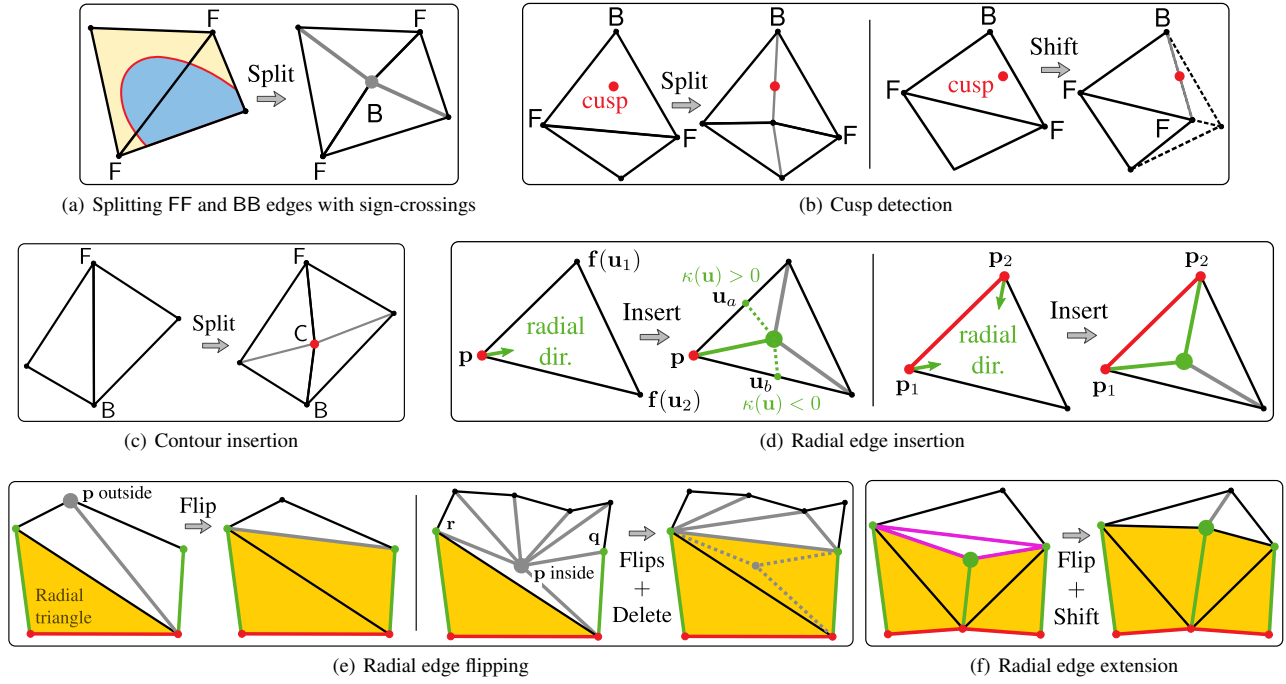 F
F
Split
B
F
F
(a) Splitting FF and BB edges with sign-crossings
B
cusp
F
F
Split
B
F
B
cusp
F
F
Shift
B
F
F
(b) Cusp detection
F
B
Split
F
C
B
(c) Contour insertion
f(u₁)
p
radial
dir.
f(u₂)
Insert
κ(u) > 0
uₐ
p
u_b
κ(u) < 0
p₂
radial
dir.
p₁
Insert
p₂
p₁
(d) Radial edge insertion
p outside
Radial
triangle
Flip
r
q
p inside
Flips
+
Delete
(e) Radial edge flipping
Flip
+
Shift
(f) Radial edge extension